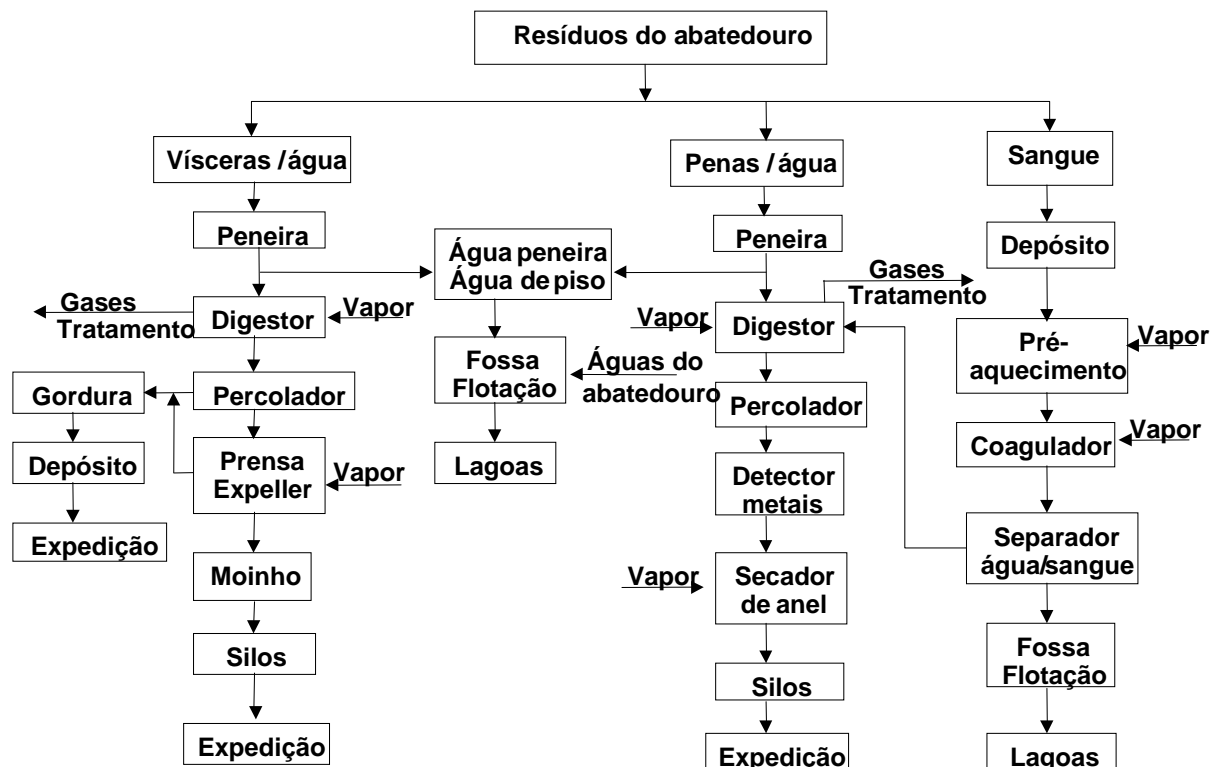 Resíduos do abatedouro
Vísceras / água
Penas / água
Sangue
Peneira
Peneira
Depósito
Água peneira
Água de piso
Gases
Tratamento
Gases
Tratamento
Digestor
Vapor
Vapor
Digestor
Pré-
aquecimento
Vapor
Fossa
Flotação
Águas do
abatedouro
Gordura
Percolador
Percolador
Coagulador
Vapor
Depósito
Prensa
Expeller
Vapor
Lagoas
Detector
metais
Expedição
Separador
água/sangue
Moinho
Vapor
Secador
de anel
Silos
Fossa
Flotação
Silos
Expedição
Expedição
Lagoas